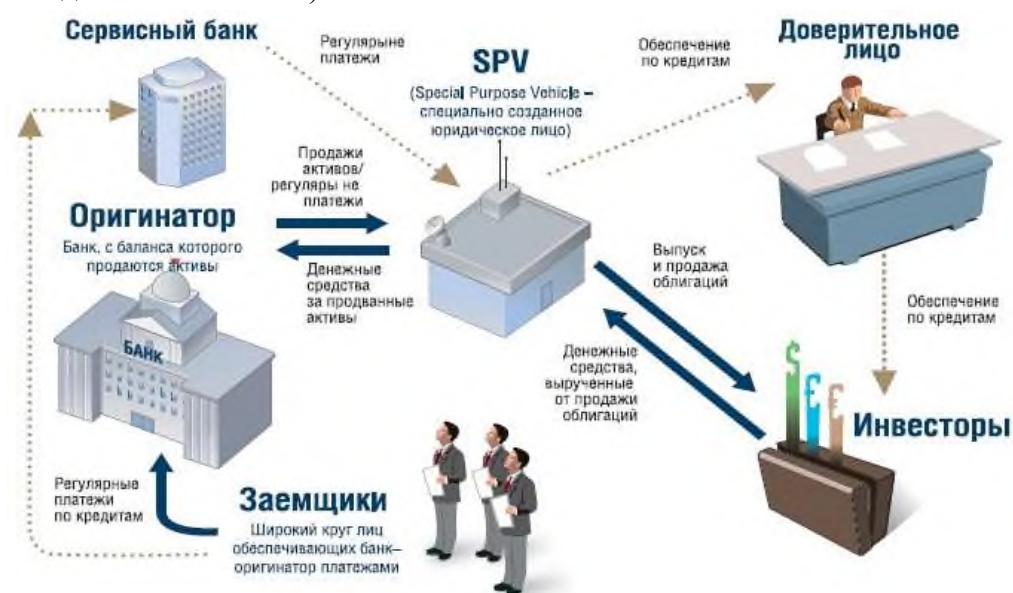 Сервисный банк
Регулярыне
платежи
SPV
(Special Purpose Vehicle –
специально созданное
юридическое лицо)
Обеспечение
по кредитам
Доверительное
лицо
Продажи
активов/
регуляры не
платежи
Оригинатор
Банк, с баланса которого
продаются активы
Денежные
средства
за продванные
активы
Выпуск
и продажа
облигаций
Обеспечение
по кредитам
БАНК
Денежные
средства,
вырученные
от продажи
облигаций
$
€
£
Инвесторы
Регулярные
платежи
по кредитам
Заемщики
Широкий круг лиц
обеспечивающих банк–
оригинатор платежами